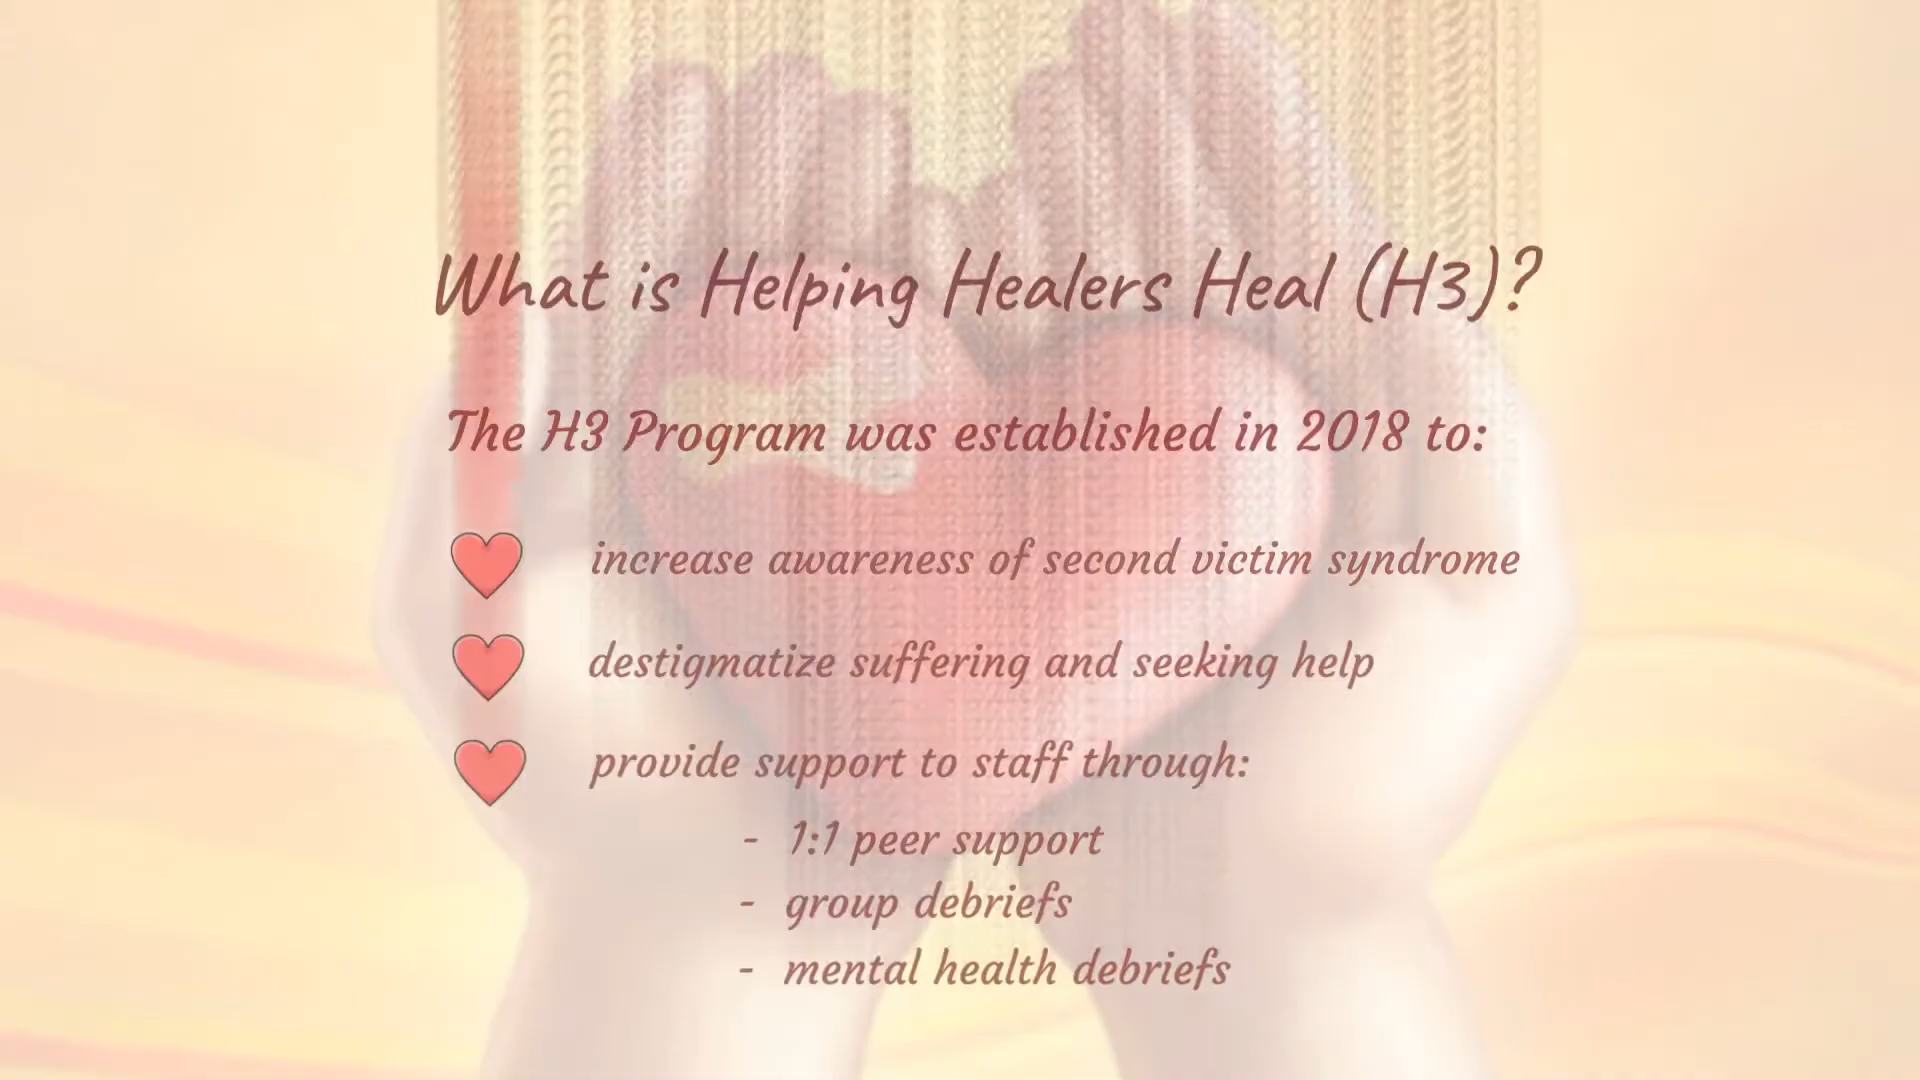 What is Helping Healers Heal (H3)?
The H3 Program was established in 2018 to:
increase awareness of second victim syndrome
destigmatize suffering and seeking help
provide support to staff through:
- 1:1 peer support
- group debriefs
- mental health debriefs